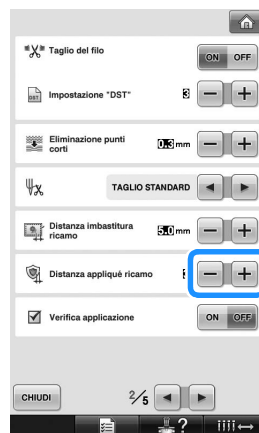 Taglio del filo
ON OFF
DST
Impostazione "DST"
3
Eliminazione punti
corti
0.3 mm
TAGLIO STANDARD
Distanza imbastitura
ricamo
5.0 mm
Distanza appliqué ricamo
Verifica applicazione
ON OFF
CHIUDI
2/5
?